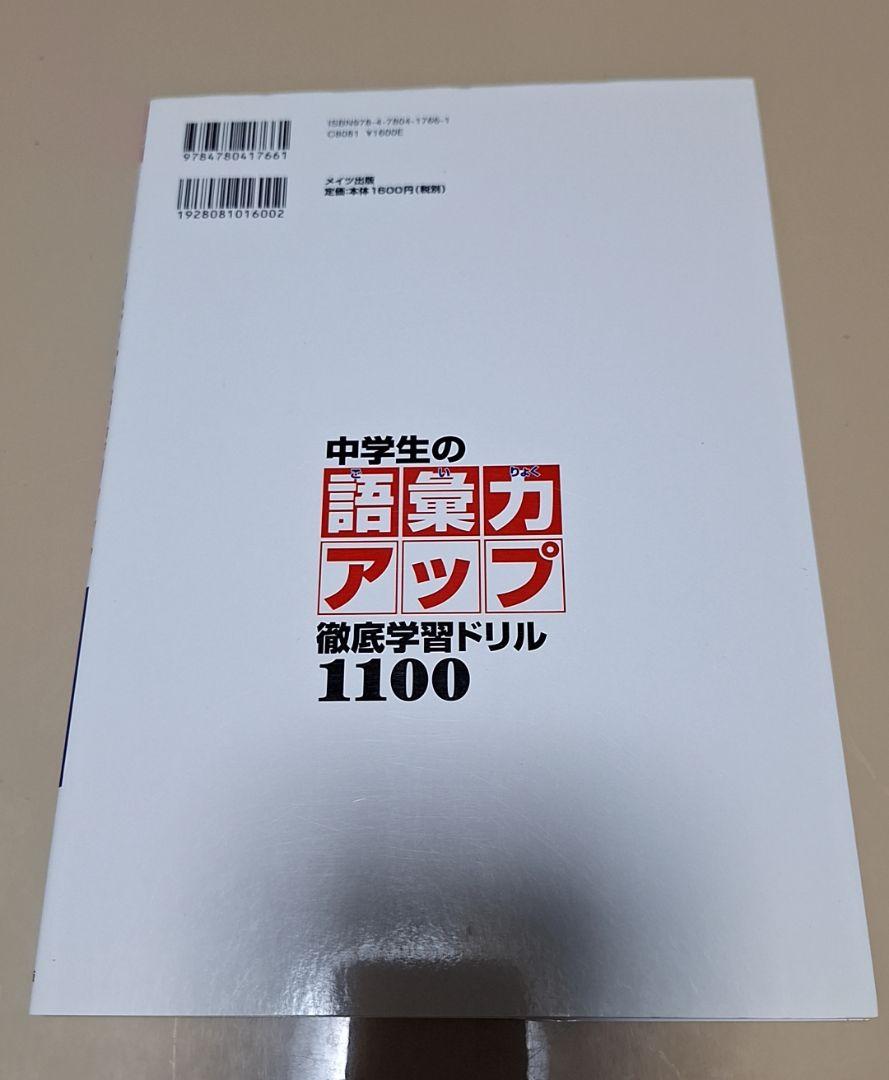 ISBN978-4-7804-1766-1
C8081 ¥1600E
9784780417661
メイツ出版
定価:本体1600円(税別)
1928081016002
中学生の
ご い りょく
語彙力
アップ
徹底学習ドリル
1100